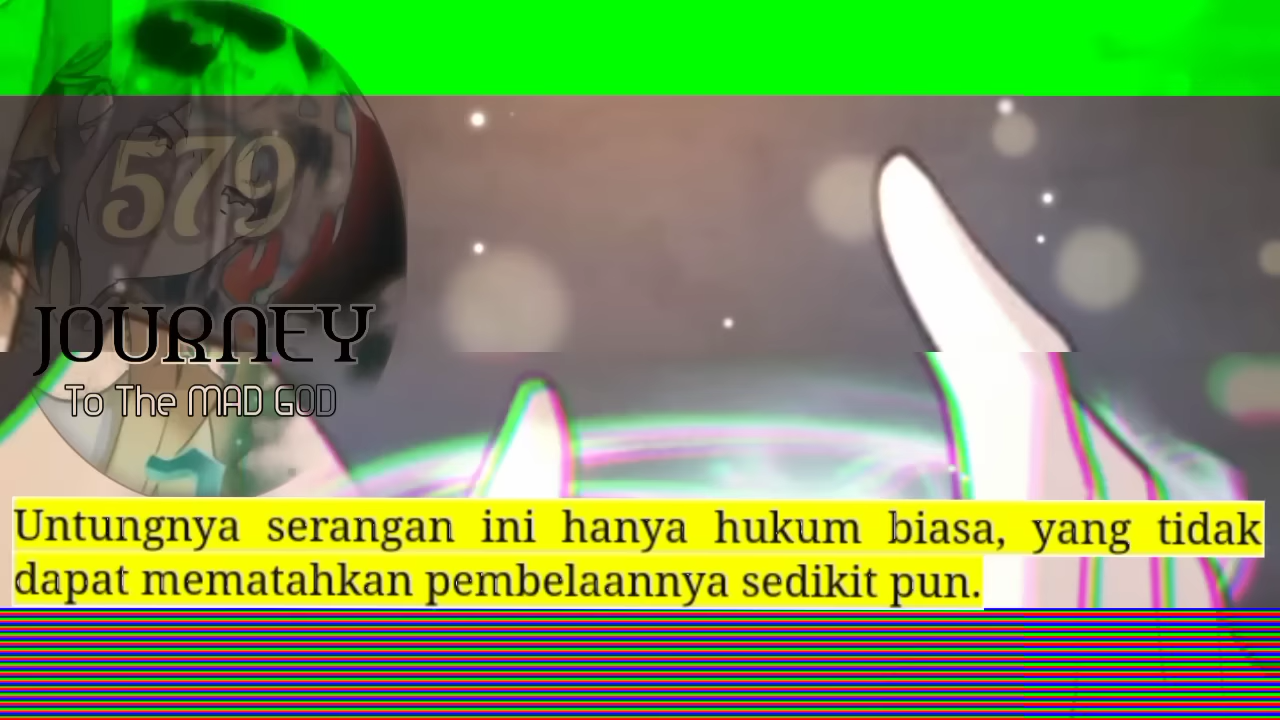 579
JOURNEY
To The MAD GOD
Untungnya serangan ini hanya hukum biasa, yang tidak
dapat mematahkan pembelaannya sedikit pun.